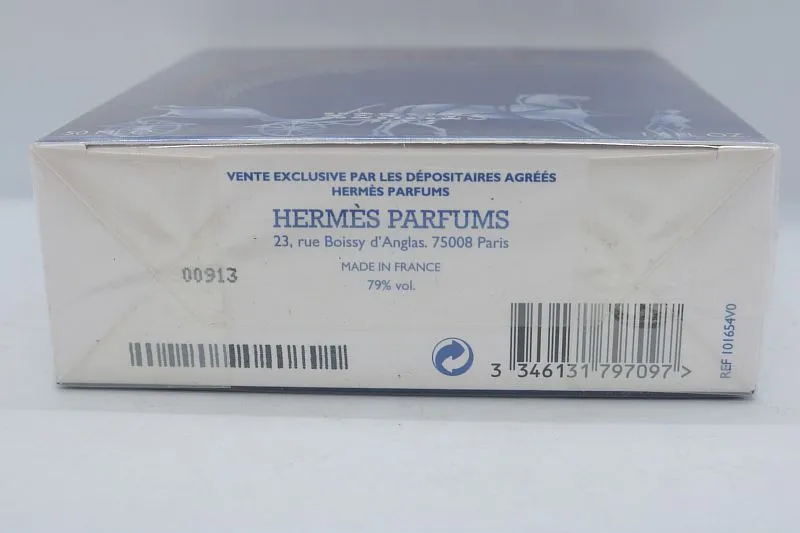 VENTE EXCLUSIVE PAR LES DÉPOSITAIRES AGRÉÉS
HERMÈS PARFUMS
HERMÈS PARFUMS
23, rue Boissy d'Anglas. 75008 Paris
MADE IN FRANCE
79% vol.
00913
3 346131 797097 >
REF 101654V0